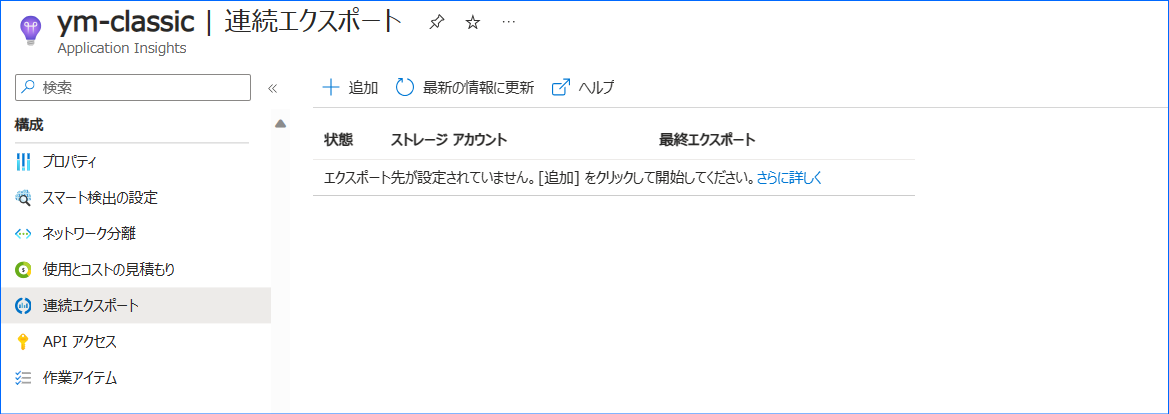 ym-classic | 連続エクスポート
Application Insights
検索
追加 最新の情報に更新 ヘルプ
構成
状態 ストレージ アカウント 最終エクスポート
プロパティ
エクスポート先が設定されていません。[追加] をクリックして開始してください。さらに詳しく
スマート検出の設定
ネットワーク分離
使用とコストの見積もり
連続エクスポート
API アクセス
作業アイテム